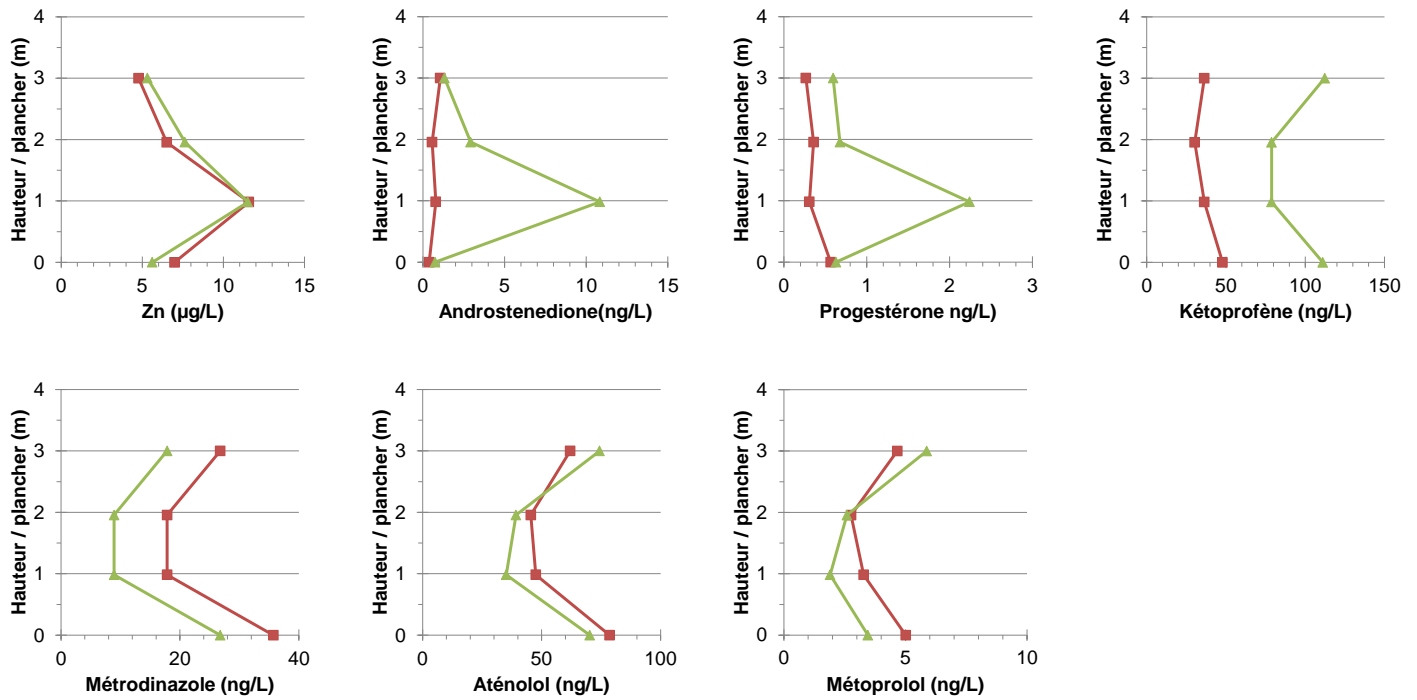 4
3
2
1
0
Hauteur / plancher (m)
0 5 10 15
Zn (µg/L)
4
3
2
1
0
Hauteur / plancher (m)
0 5 10 15
Androstenedione(ng/L)
4
3
2
1
0
Hauteur / plancher (m)
0 1 2 3
Progestérone ng/L)
4
3
2
1
0
Hauteur / plancher (m)
0 50 100 150
Kétoprofène (ng/L)
4
3
2
1
0
Hauteur / plancher (m)
0 20 40
Métrodinazole (ng/L)
4
3
2
1
0
Hauteur / plancher (m)
0 50 100
Aténolol (ng/L)
4
3
2
1
0
Hauteur / plancher (m)
0 5 10
Métoprolol (ng/L)